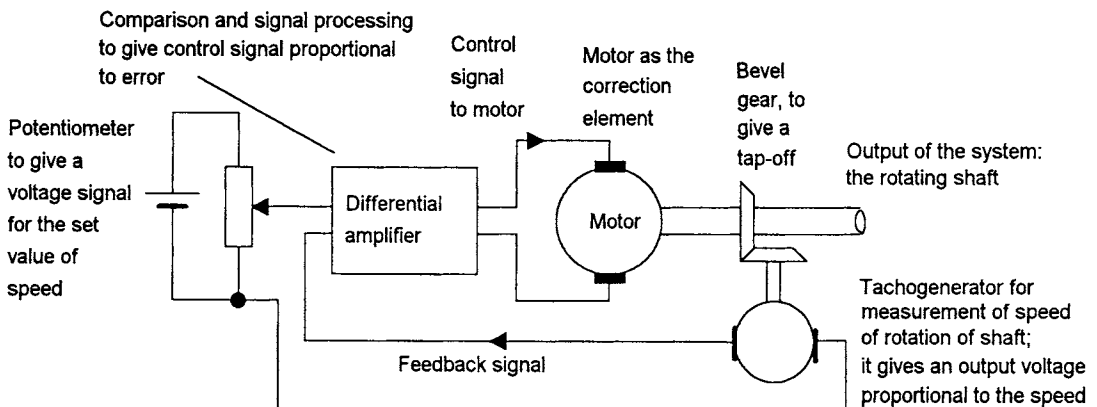 Comparison and signal processing
to give control signal proportional
to error
Control
signal
to motor
Motor as the
correction
element
Bevel
gear, to
give a
tap-off
Potentiometer
to give a
voltage signal
for the set
value of
speed
Output of the system:
the rotating shaft
Differential
amplifier
Motor
Tachogenerator for
measurement of speed
of rotation of shaft;
it gives an output voltage
proportional to the speed
Feedback signal